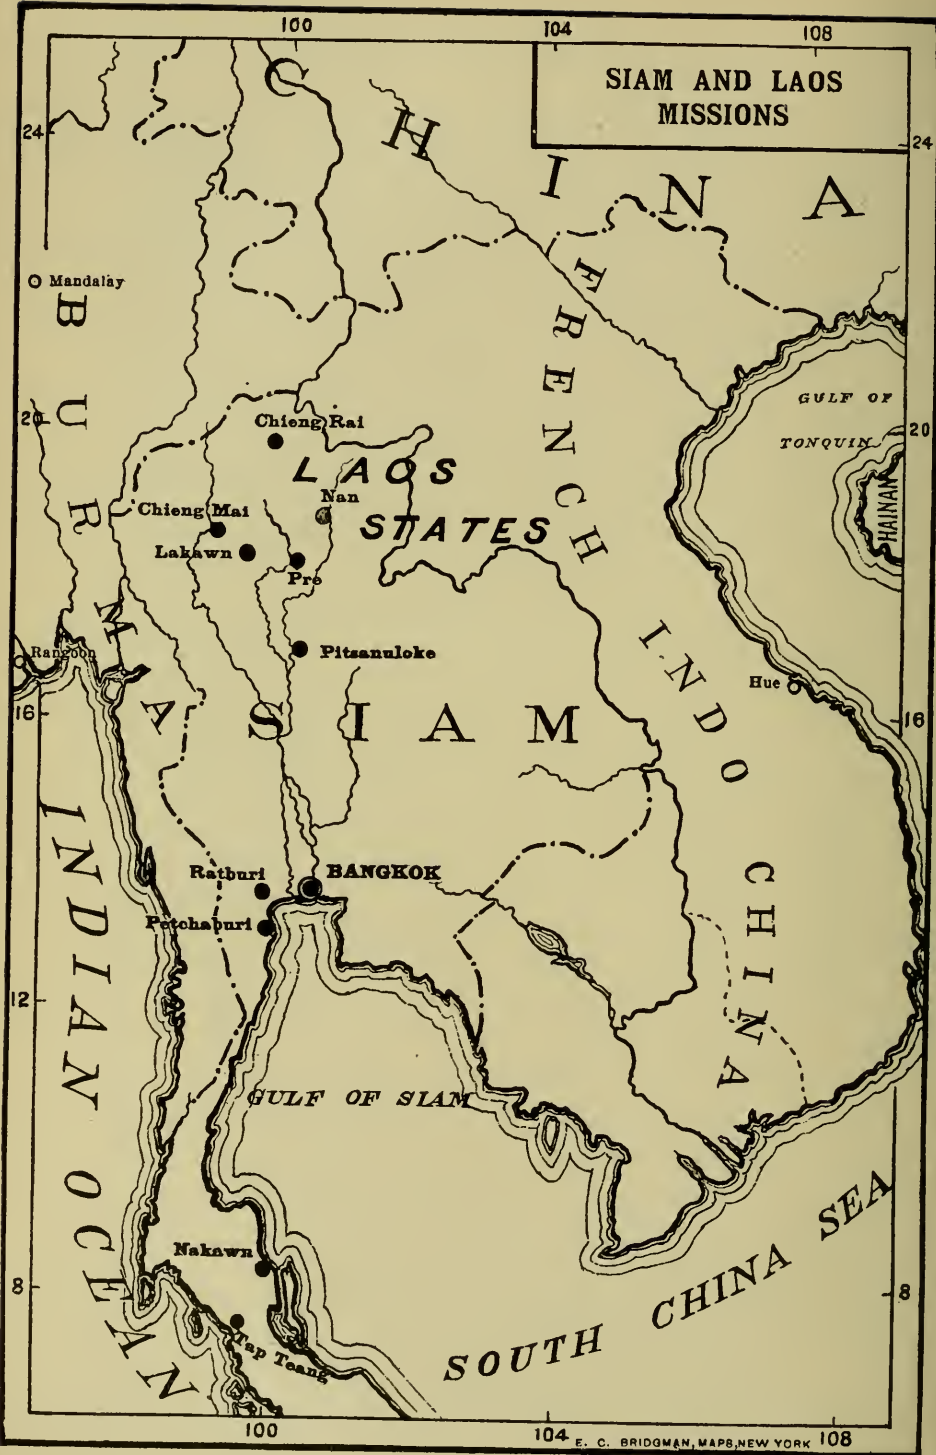 100
104
108
SIAM AND LAOS
MISSIONS
CHINA
24
24
Mandalay
BURMA
FRENCH INDO CHINA
GULF OF
TONQUIN
HAINAN
20
20
Chieng Rai
LAOS
STATES
Nan
Chieng Mai
Lakawn
Pre
Pitsanuloke
Rangoon
Hue
16
16
SIAM
INDIAN OCEAN
Ratburi
BANGKOK
Petchaburi
12
GULF OF SIAM
SOUTH CHINA SEA
Nakawn
8
8
Tap Teang
100
104
108
E. C. BRIDGMAN, MAPS, NEW YORK